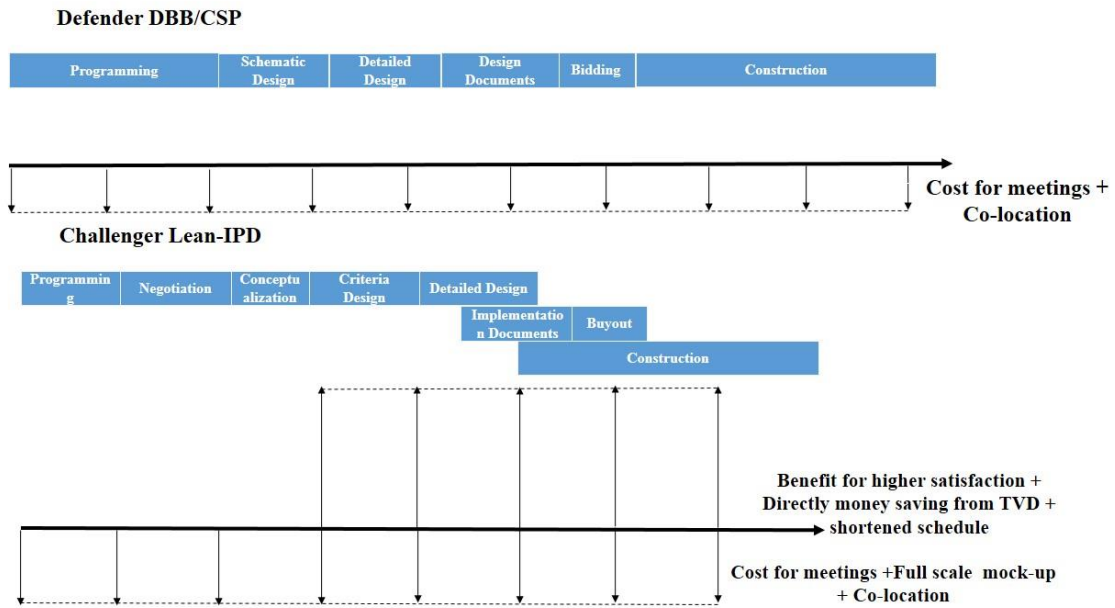 Defender DBB/CSP
Programming
Schematic
Design
Detailed
Design
Design
Documents
Bidding
Construction
Cost for meetings +
Co-location
Challenger Lean-IPD
Programmin
g
Negotiation
Conceptu
alization
Criteria
Design
Detailed Design
Implementatio
n Documents
Buyout
Construction
Benefit for higher satisfaction +
Directly money saving from TVD +
shortened schedule
Cost for meetings +Full scale mock-up
+ Co-location